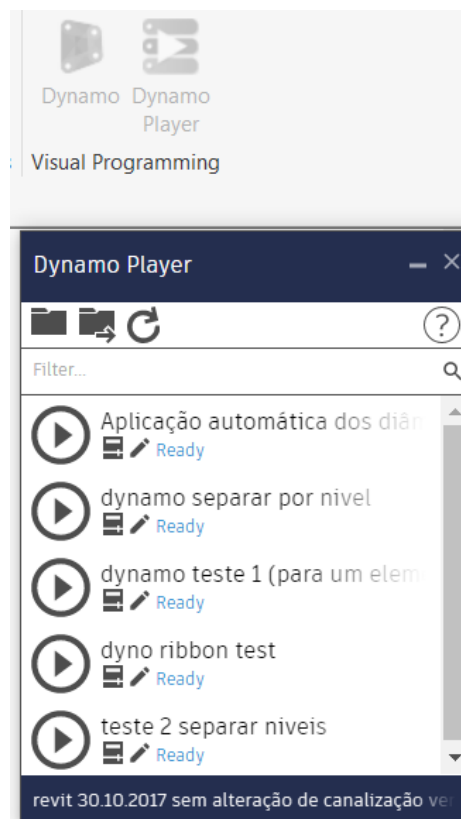 Dynamo Dynamo
Player
Visual Programming
Dynamo Player
?
Filter...
Aplicação automática dos diân
Ready
dynamo separar por nivel
Ready
dynamo teste 1 (para um elem
Ready
dyno ribbon test
Ready
teste 2 separar niveis
Ready
revit 30.10.2017 sem alteração de canalização ver